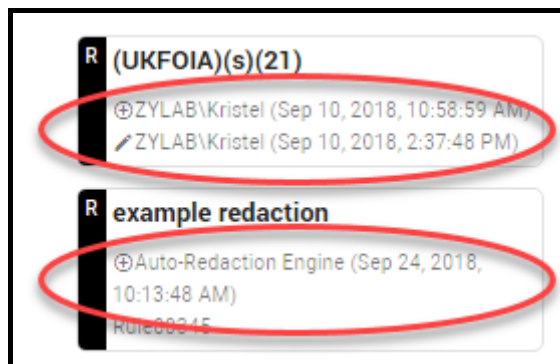 R (UKFOIA)(s)(21)
⊕ZYLAB\Kristel (Sep 10, 2018, 10:58:59 AM)
ZYLAB\Kristel (Sep 10, 2018, 2:37:48 PM)
R example redaction
⊕Auto-Redaction Engine (Sep 24, 2018,
10:13:48 AM)
Rule00345